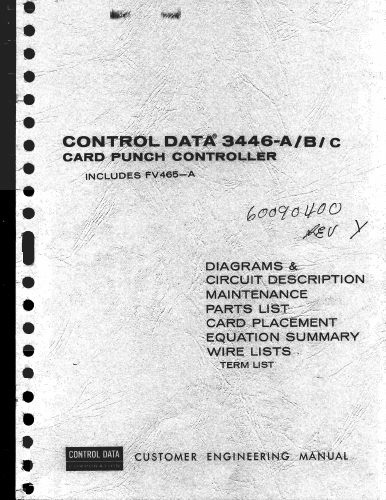 CONTROL DATA® 3446-A/B/C
CARD PUNCH CONTROLLER
INCLUDES FV465-A
60090400
REV Y
DIAGRAMS &
CIRCUIT DESCRIPTION
MAINTENANCE
PARTS LIST
CARD PLACEMENT
EQUATION SUMMARY
WIRE LISTS
TERM LIST
CONTROL DATA
CORPORATION
CUSTOMER ENGINEERING MANUAL